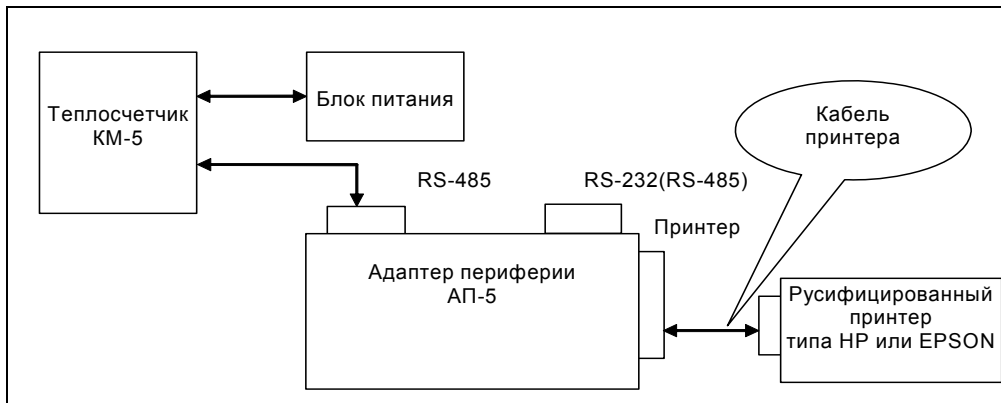 Теплосчетчик
КМ-5
Блок питания
Кабель
принтера
RS-485
RS-232(RS-485)
Принтер
Адаптер периферии
АП-5
Русифицированный
принтер
типа HP или EPSON